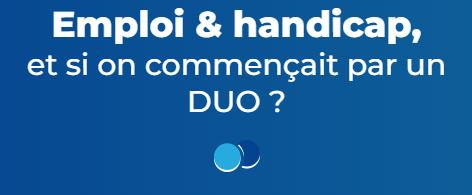 Emploi & handicap,
et si on commençait par un
DUO ?